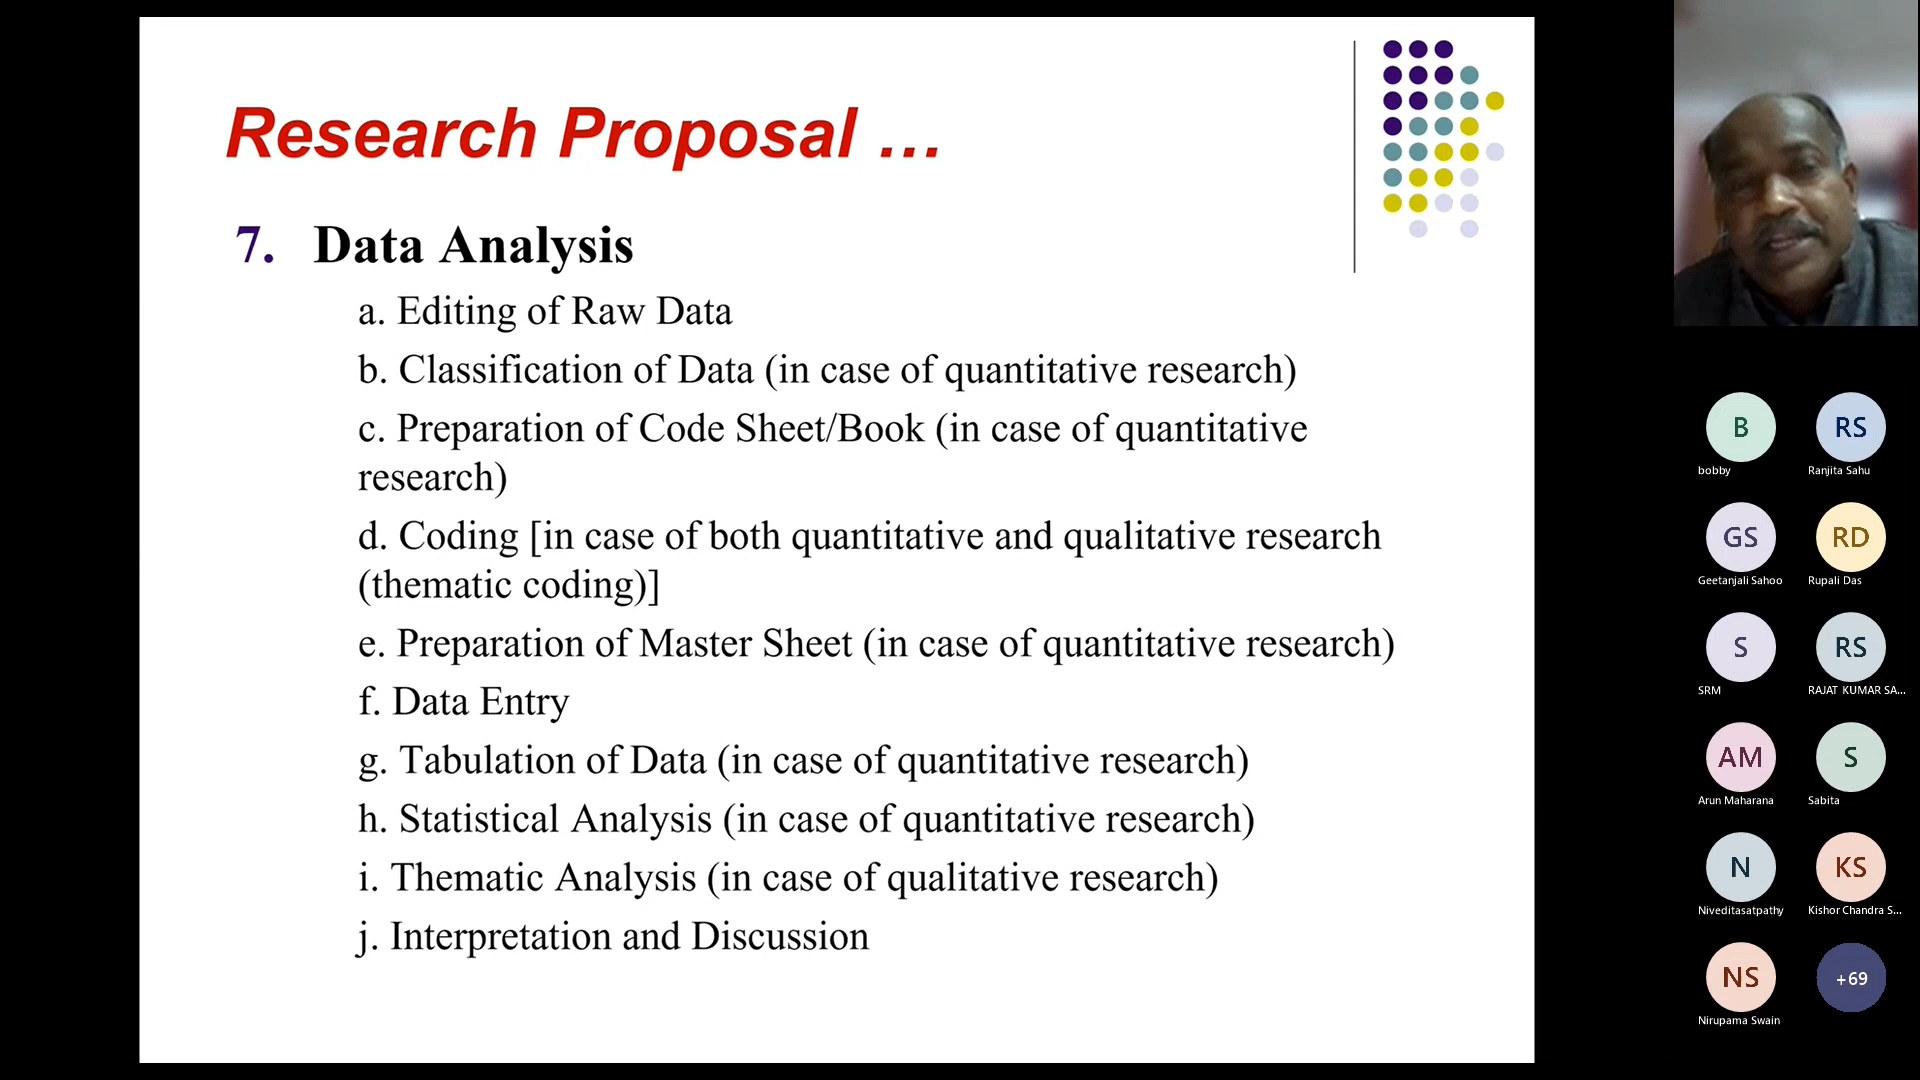 Research Proposal ...
7. Data Analysis
a. Editing of Raw Data
b. Classification of Data (in case of quantitative research)
c. Preparation of Code Sheet/Book (in case of quantitative
research)
d. Coding [in case of both quantitative and qualitative research
(thematic coding)]
e. Preparation of Master Sheet (in case of quantitative research)
f. Data Entry
g. Tabulation of Data (in case of quantitative research)
h. Statistical Analysis (in case of quantitative research)
i. Thematic Analysis (in case of qualitative research)
j. Interpretation and Discussion
B RS
bobby Ranjita Sahu
GS RD
Geetanjali Sahoo Rupali Das
S RS
SRM RAJAT KUMAR SA...
AM S
Arun Maharana Sabita
N KS
Niveditasatpathy Kishor Chandra S...
NS +69
Nirupama Swain